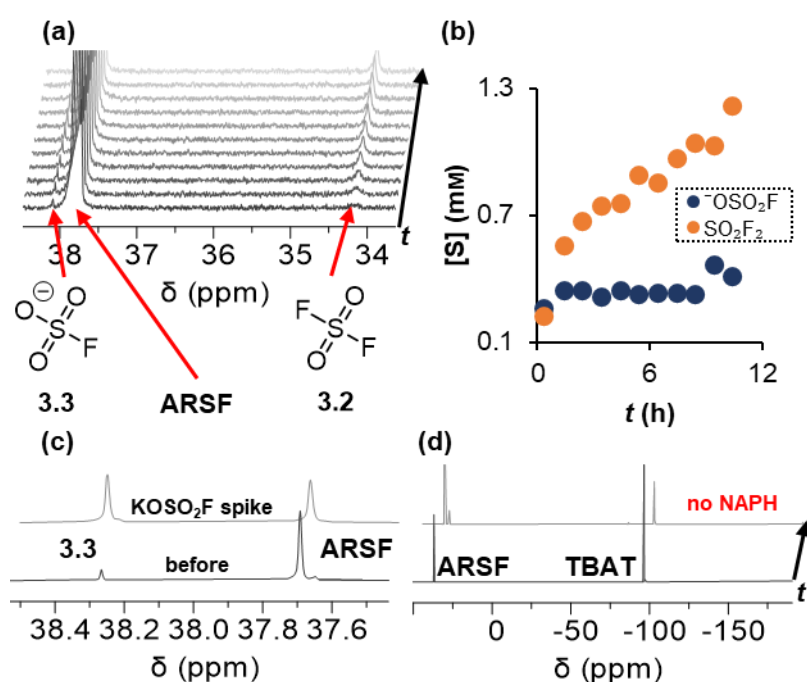 (a)
38 37 36 35 34
δ (ppm)
t
⊖
O O
S
O F
3.3
ARSF
F O
S
O F
3.2
(b)
[S] (mM)
1.3
0.7
0.1
⁻OSO₂F
SO₂F₂
0 6 12
t (h)
(c)
KOSO₂F spike
3.3
before
ARSF
38.4 38.2 38.0 37.8 37.6
δ (ppm)
(d)
no NAPH
ARSF TBAT
t
0 -50 -100 -150
δ (ppm)